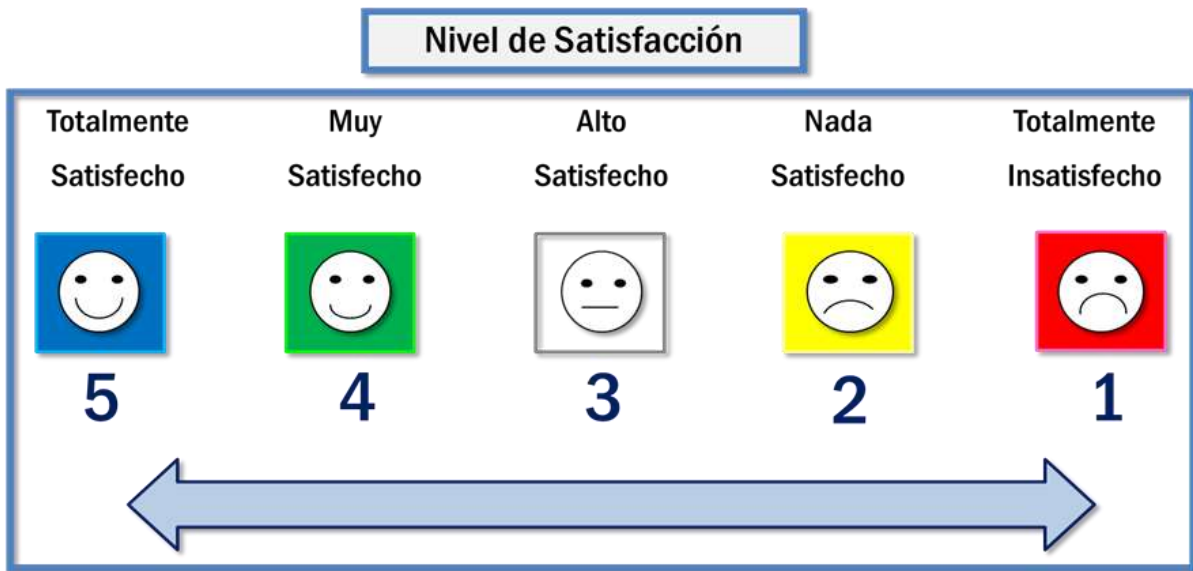 Nivel de Satisfacción
Totalmente Muy Alto Nada Totalmente
Satisfecho Satisfecho Satisfecho Satisfecho Insatisfecho
5 4 3 2 1